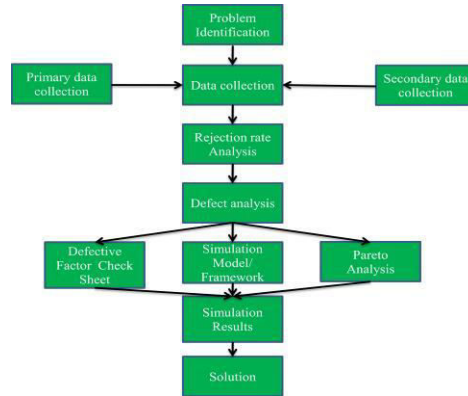 Problem
Identification
Primary data
collection
Data collection
Secondary data
collection
Rejection rate
Analysis
Defect analysis
Defective
Factor Check
Sheet
Simulation
Model/
Framework
Pareto
Analysis
Simulation
Results
Solution